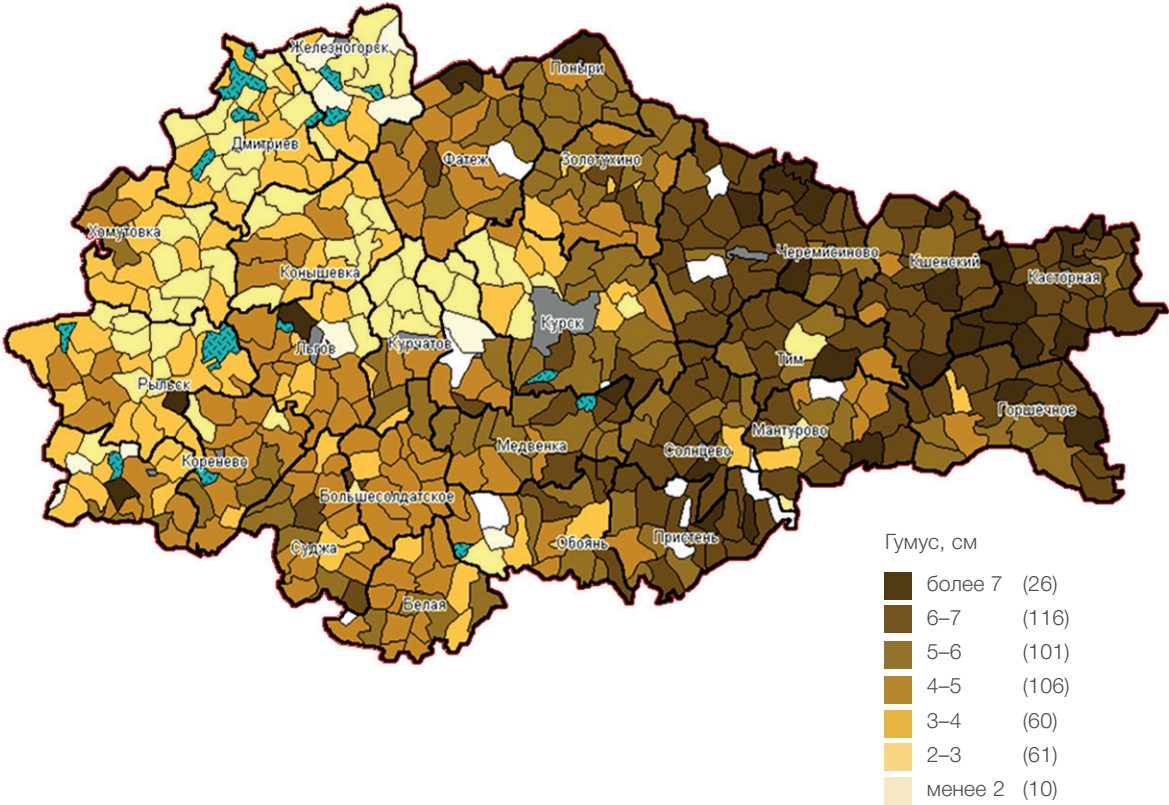 Железногорск
Поныри
Дмитриев
Фатеж
Золотухино
Хомутовка
Конышевка
Черемисиново
Кшенский
Касторная
Курск
Льгов
Курчатов
Тим
Рыльск
Горшечное
Мантурово
Медвенка
Солнцево
Коренево
Большесолдатское
Пристень
Обоянь
Суджа
Белая
Гумус, см
более 7 (26)
6–7 (116)
5–6 (101)
4–5 (106)
3–4 (60)
2–3 (61)
менее 2 (10)